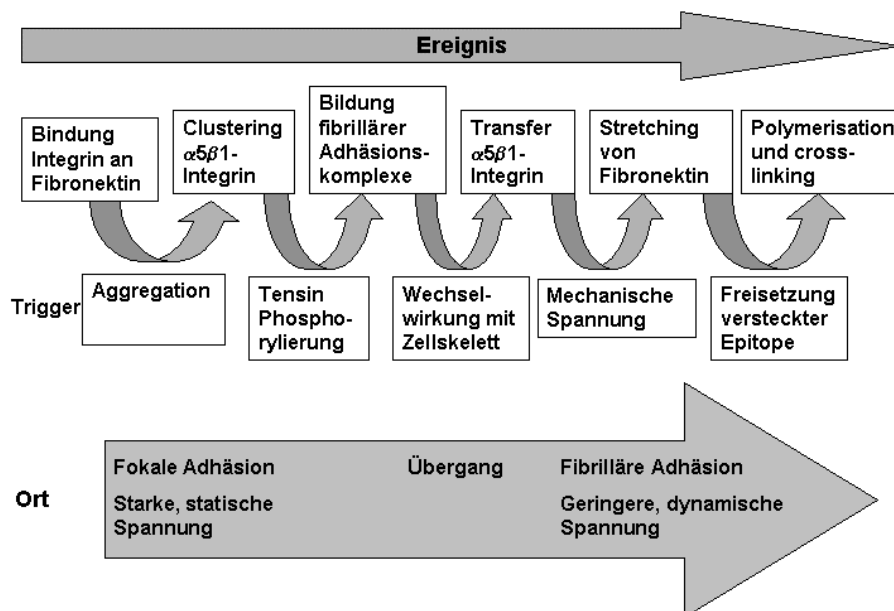 Ereignis
Bindung
Integrin an
Fibronektin
Clustering
α5β1-
Integrin
Bildung
fibrillärer
Adhäsions-
komplexe
Transfer
α5β1-
Integrin
Stretching
von
Fibronektin
Polymerisation
und cross-
linking
Trigger
Aggregation
Tensin
Phospho-
rylierung
Wechsel-
wirkung mit
Zellskelett
Mechanische
Spannung
Freisetzung
versteckter
Epitope
Ort
Fokale Adhäsion
Starke, statische
Spannung
Übergang
Fibrilläre Adhäsion
Geringere, dynamische
Spannung